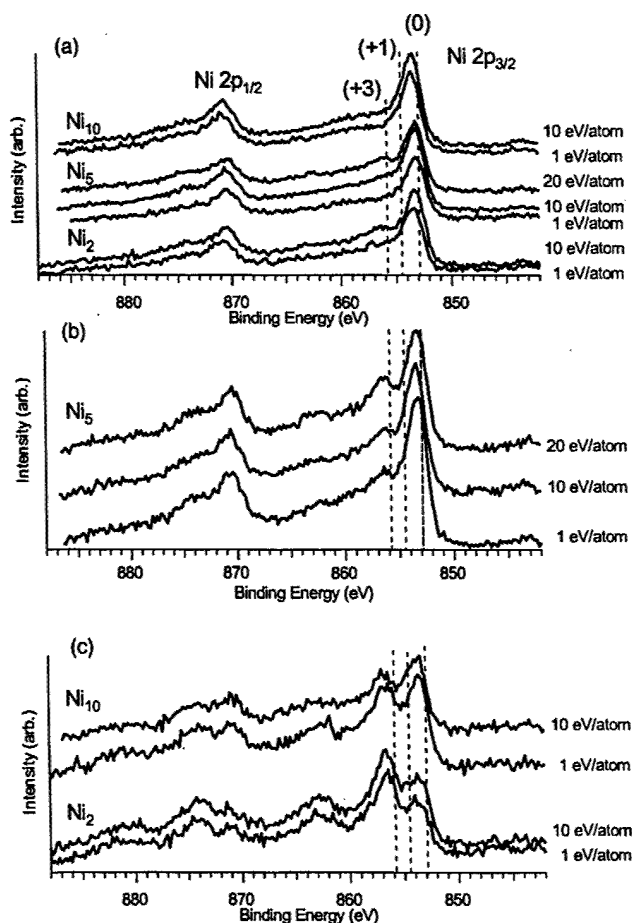 (0)
(a)
(+1)
Ni 2p3/2
Ni 2p1/2
(+3)
Ni10
10 eV/atom
1 eV/atom
Ni5
20 eV/atom
10 eV/atom
1 eV/atom
Ni2
10 eV/atom
1 eV/atom
Intensity (arb.)
880 870 860 850
Binding Energy (eV)
(b)
Ni5
20 eV/atom
10 eV/atom
1 eV/atom
Intensity (arb.)
880 870 860 850
Binding Energy (eV)
(c)
Ni10
10 eV/atom
1 eV/atom
Ni2
10 eV/atom
1 eV/atom
Intensity (arb.)
880 870 860 850
Binding Energy (eV)